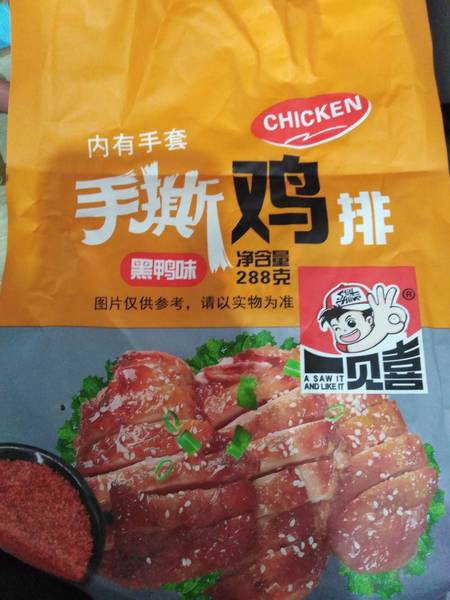 CHICKEN
内有手套
手撕鸡排
黑鸭味
净含量
288克
图片仅供参考，请以实物为准
®
一见喜
A SAW IT
AND LIKE IT